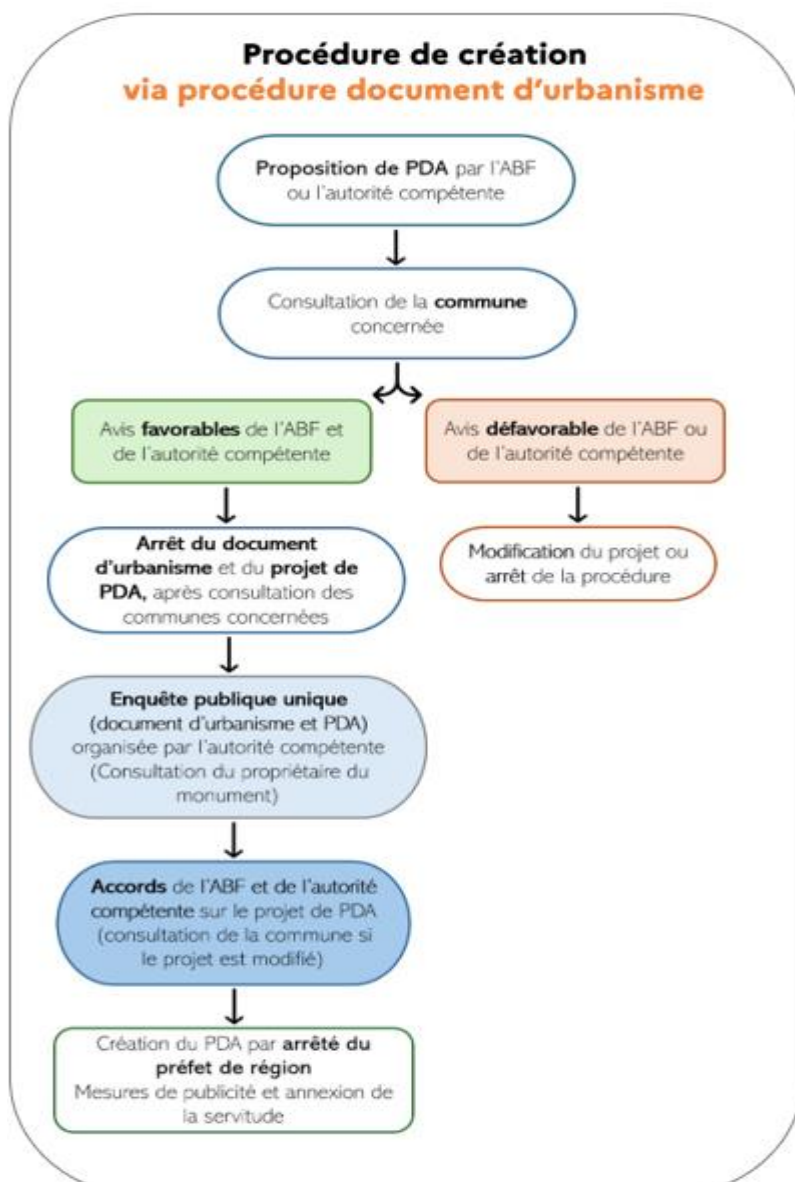 Procédure de création
via procédure document d'urbanisme
Proposition de PDA par l'ABF
ou l'autorité compétente
Consultation de la commune
concernée
Avis favorables de l'ABF et
de l'autorité compétente
Avis défavorable de l'ABF ou
de l'autorité compétente
Arrêt du document
d'urbanisme et du projet de
PDA, après consultation des
communes concernées
Modification du projet ou
arrêt de la procédure
Enquête publique unique
(document d'urbanisme et PDA)
organisée par l'autorité compétente
(Consultation du propriétaire du
monument)
Accords de l'ABF et de l'autorité
compétente sur le projet de PDA
(consultation de la commune si
le projet est modifié)
Création du PDA par arrêté du
préfet de région
Mesures de publicité et annexion de
la servitude